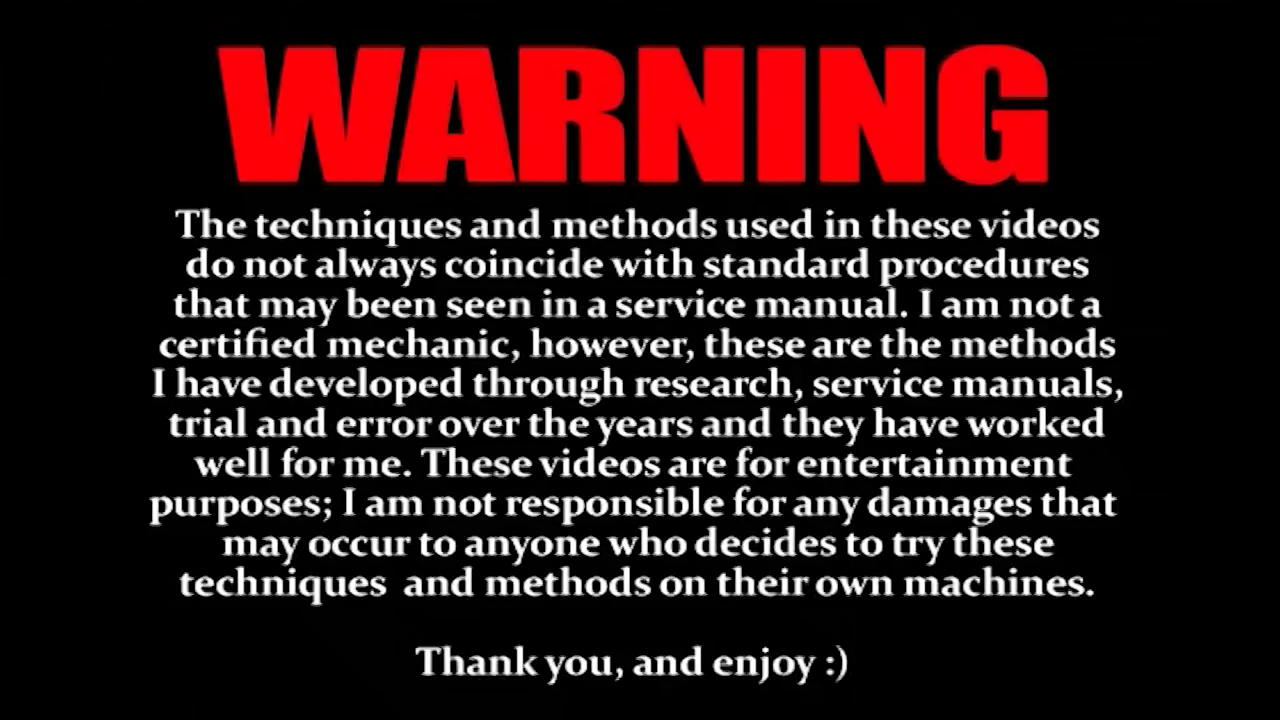 WARNING
The techniques and methods used in these videos
do not always coincide with standard procedures
that may been seen in a service manual. I am not a
certified mechanic, however, these are the methods
I have developed through research, service manuals,
trial and error over the years and they have worked
well for me. These videos are for entertainment
purposes; I am not responsible for any damages that
may occur to anyone who decides to try these
techniques and methods on their own machines.
Thank you, and enjoy :)